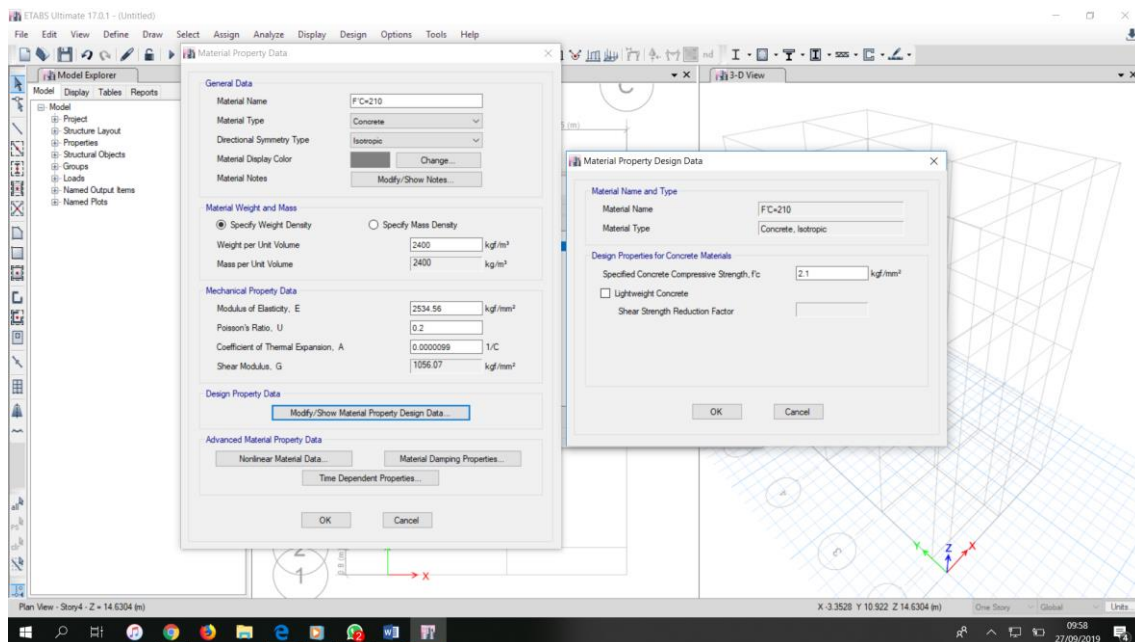 ETABS Ultimate 17.0.1 - (Untitled)
File Edit View Define Draw Select Assign Analyze Display Design Options Tools Help
Model Explorer
Model Display Tables Reports
Model
Project
Structure Layout
Properties
Structural Objects
Groups
Loads
Named Output Items
Named Plots
Material Property Data
General Data
Material Name F'C=210
Material Type Concrete
Directional Symmetry Type Isotropic
Material Display Color Change...
Material Notes Modify/Show Notes...
Material Weight and Mass
Specify Weight Density Specify Mass Density
Weight per Unit Volume 2400 kgf/m³
Mass per Unit Volume 2400 kg/m³
Mechanical Property Data
Modulus of Elasticity, E 2534.56 kgf/mm²
Poisson's Ratio, U 0.2
Coefficient of Thermal Expansion, A 0.0000099 1/C
Shear Modulus, G 1056.07 kgf/mm²
Design Property Data
Modify/Show Material Property Design Data...
Advanced Material Property Data
Nonlinear Material Data... Material Damping Properties...
Time Dependent Properties...
OK Cancel
nd
3-D View
C
(m)
Material Property Design Data
Material Name and Type
Material Name F'C=210
Material Type Concrete, Isotropic
Design Properties for Concrete Materials
Specified Concrete Compressive Strength, f'c 2.1 kgf/mm²
Lightweight Concrete
Shear Strength Reduction Factor
OK Cancel
2
1
X
Y Z X
Plan View - Story4 - Z = 14.6304 (m)
X -3.3528 Y 10.922 Z 14.6304 (m)
One Story Global Units...
09:58
27/09/2019